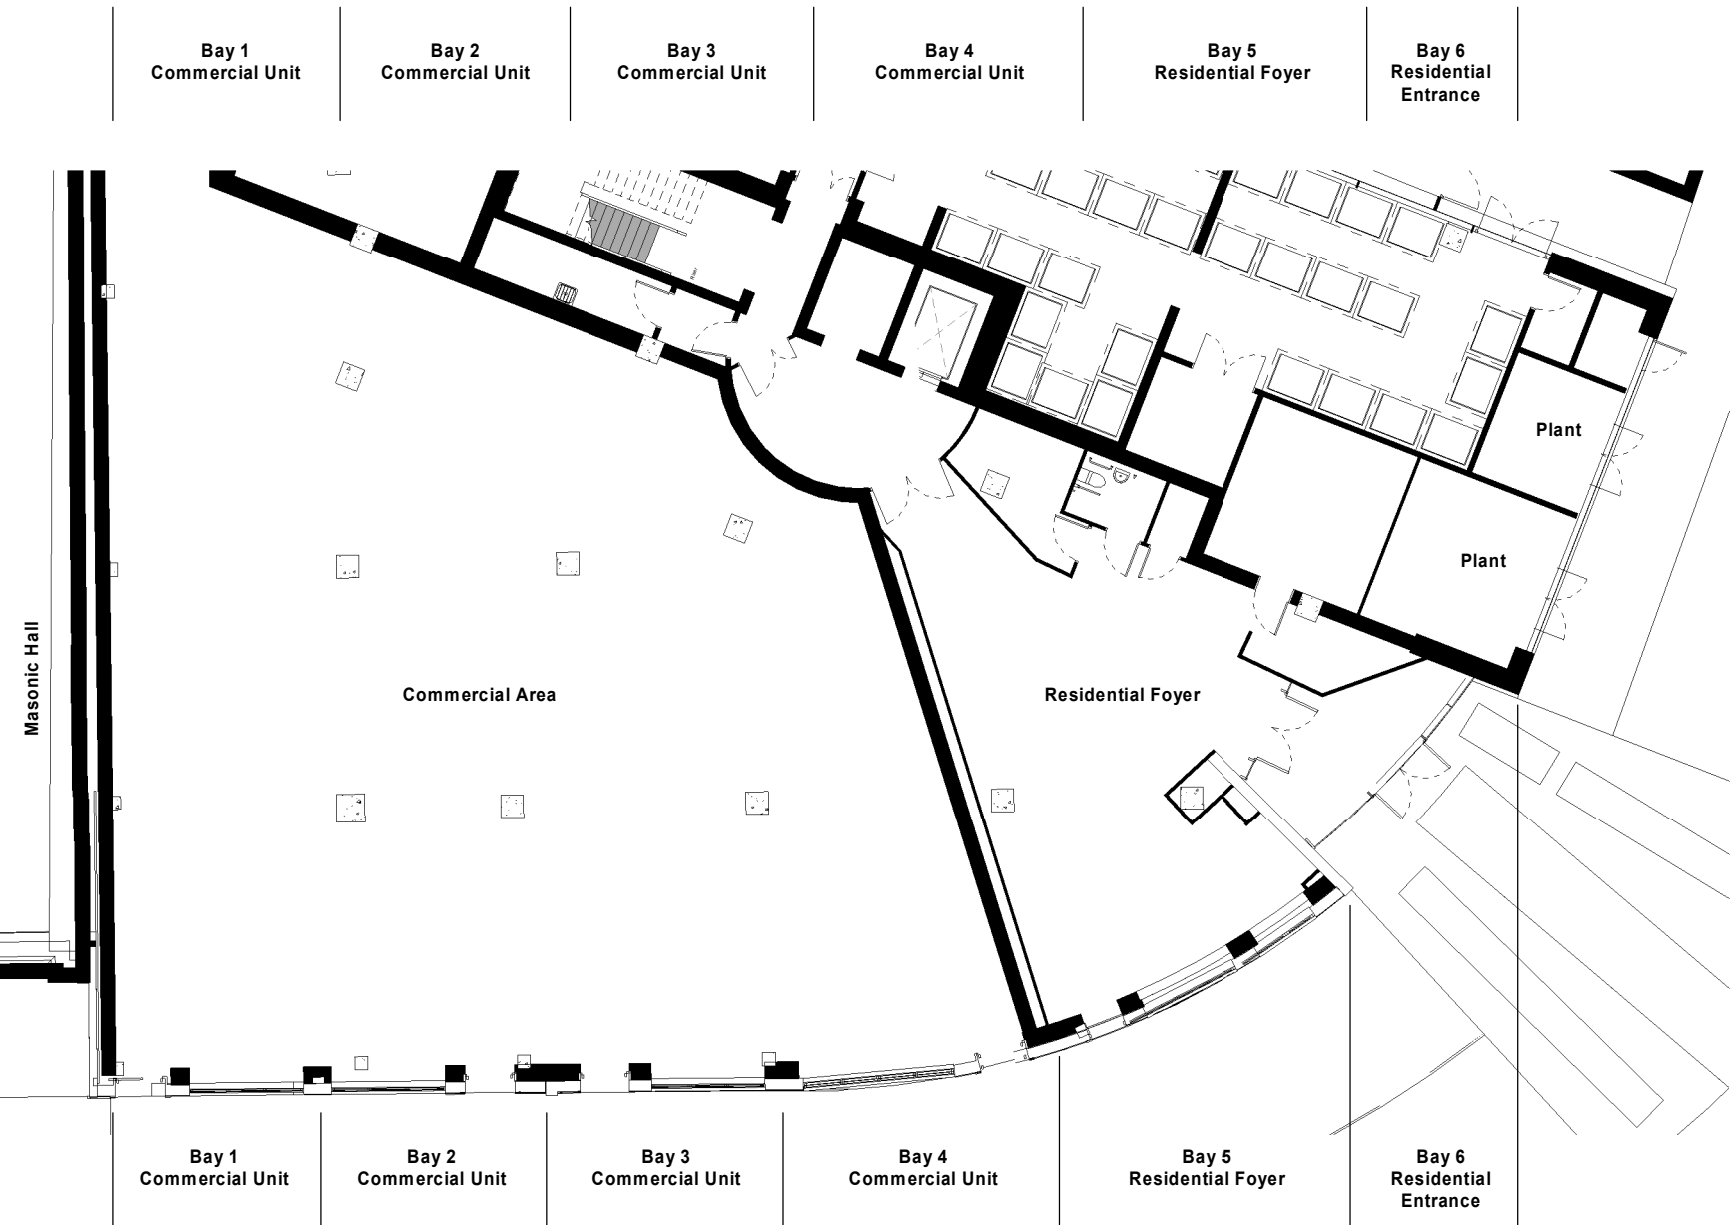 Bay 1
Commercial Unit
Bay 2
Commercial Unit
Bay 3
Commercial Unit
Bay 4
Commercial Unit
Bay 5
Residential Foyer
Bay 6
Residential
Entrance
Plant
Plant
Masonic Hall
Commercial Area
Residential Foyer
Bay 1
Commercial Unit
Bay 2
Commercial Unit
Bay 3
Commercial Unit
Bay 4
Commercial Unit
Bay 5
Residential Foyer
Bay 6
Residential
Entrance